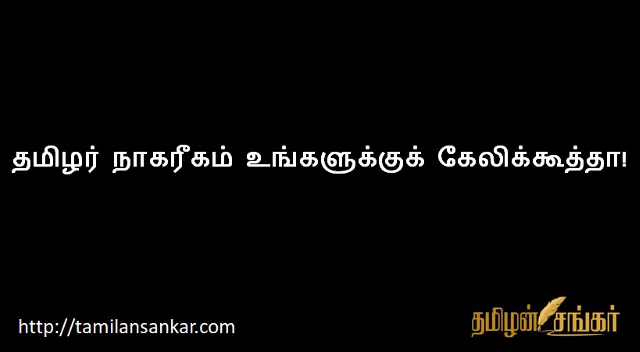 தமிழர் நாகரீகம் உங்களுக்குக் கேலிக்கூத்தா!
http://tamilansankar.com
தமிழன் சங்கர்